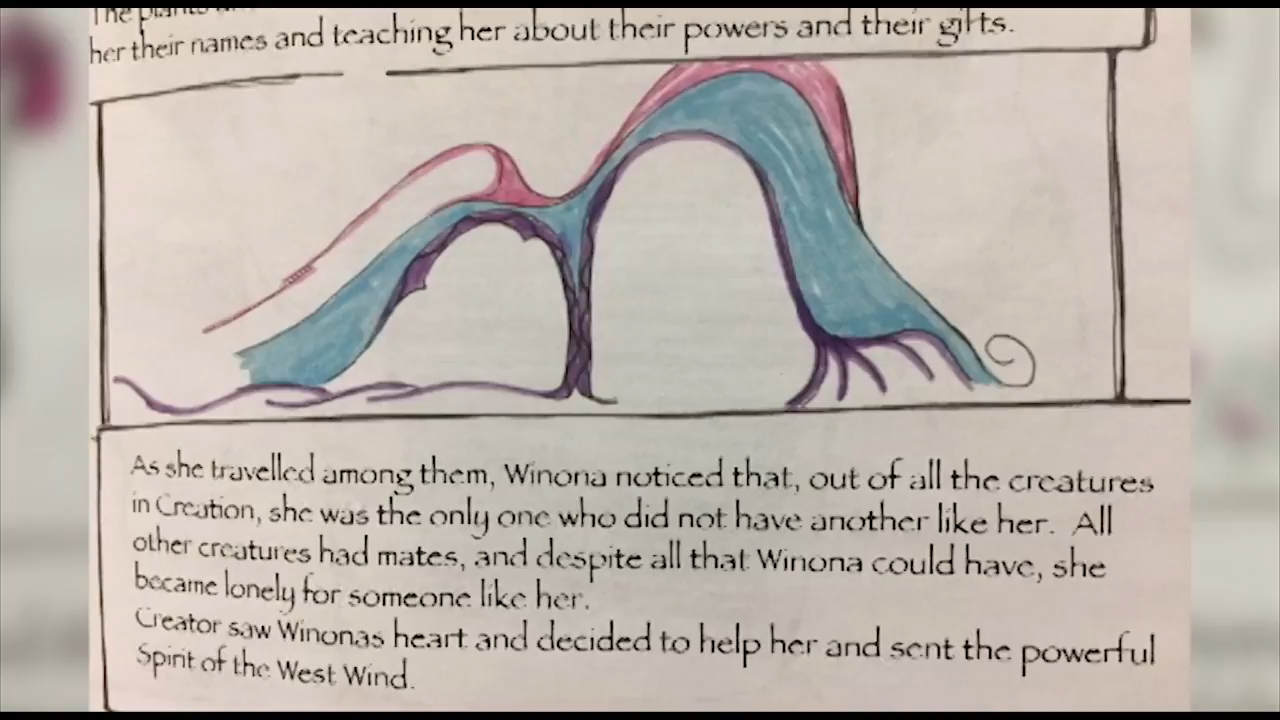 The plants
her their names and teaching her about their powers and their gifts.
As she travelled among them, Winona noticed that, out of all the creatures
in Creation, she was the only one who did not have another like her. All
other creatures had mates, and despite all that Winona could have, she
became lonely for someone like her.
Creator saw Winonas heart and decided to help her and sent the powerful
Spirit of the West Wind.